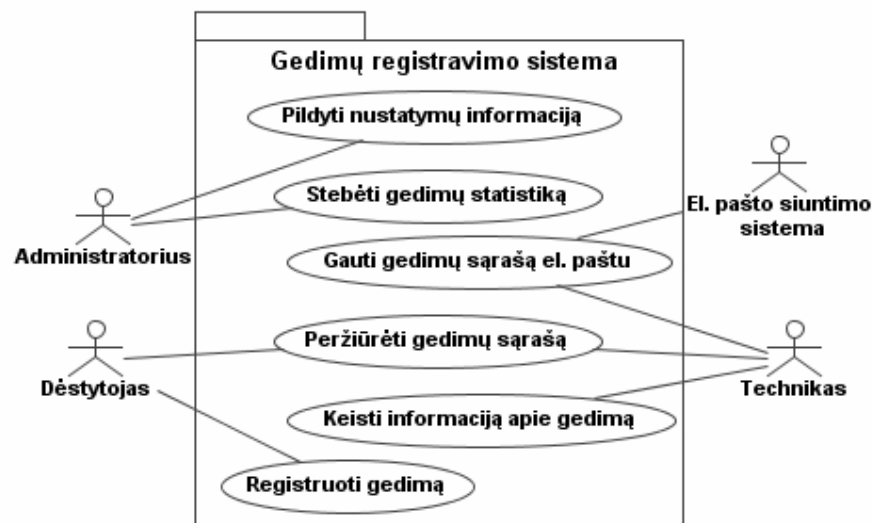 Gedimų registravimo sistema
Pildyti nustatymų informaciją
Stebėti gedimų statistiką
El. pašto siuntimo
sistema
Administratorius
Gauti gedimų sąrašą el. paštu
Peržiūrėti gedimų sąrašą
Dėstytojas
Technikas
Keisti informaciją apie gedimą
Registruoti gedimą